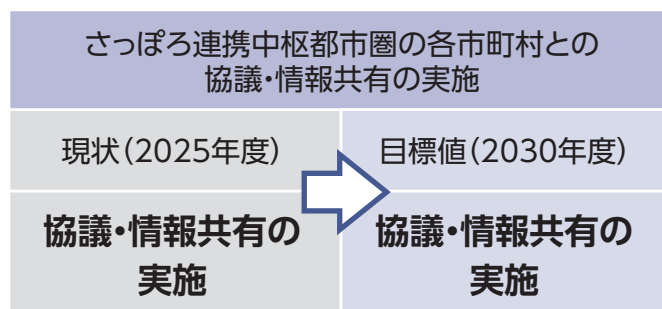 さっぽろ連携中枢都市圏の各市町村との
協議・情報共有の実施
現状（2025年度）
目標値（2030年度）
協議・情報共有の
実施
協議・情報共有の
実施